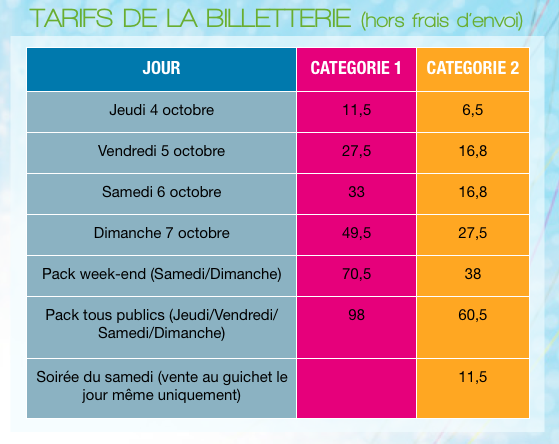 TARIFS DE LA BILLETTERIE (hors frais d'envoi)
JOUR CATEGORIE 1 CATEGORIE 2
Jeudi 4 octobre 11,5 6,5
Vendredi 5 octobre 27,5 16,8
Samedi 6 octobre 33 16,8
Dimanche 7 octobre 49,5 27,5
Pack week-end (Samedi/Dimanche) 70,5 38
Pack tous publics (Jeudi/Vendredi/ 98 60,5
Samedi/Dimanche)
Soirée du samedi (vente au guichet le 11,5
jour même uniquement)